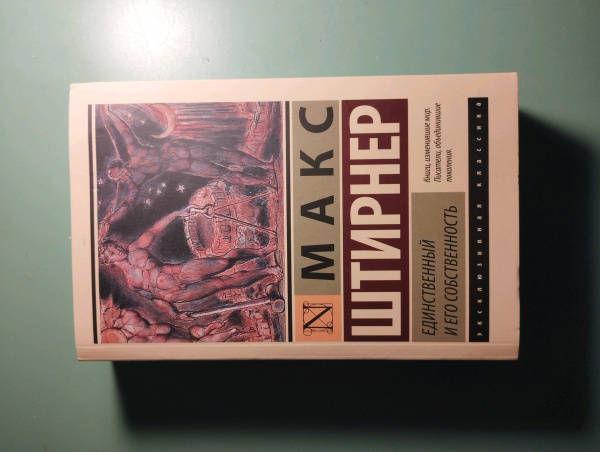 МАКС
ШТИРНЕР
ЕДИНСТВЕННЫЙ
И ЕГО СОБСТВЕННОСТЬ
Книги, изменившие мир.
Писатели, объединившие
поколения.
ЭКСКЛЮЗИВНАЯ КЛАССИКА